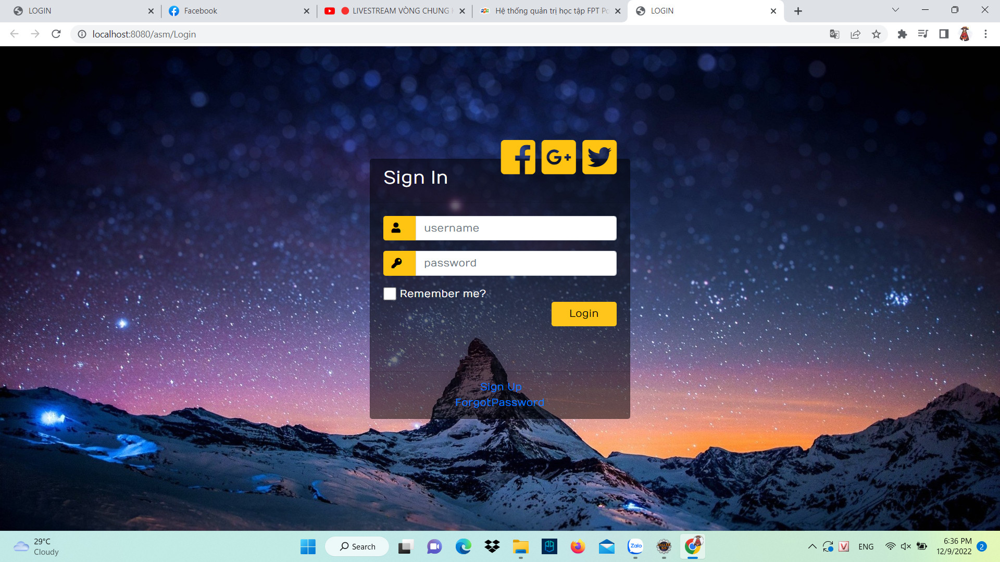 LOGIN
Facebook
LIVESTREAM VÒNG CHUNG
Hệ thống quản trị học tập FPT
LOGIN
localhost:8080/asm/Login
Sign In
username
password
Remember me?
Login
Sign Up
ForgotPassword
29°C
Cloudy
Search
Zalo
ENG
6:36 PM
12/9/2022
2